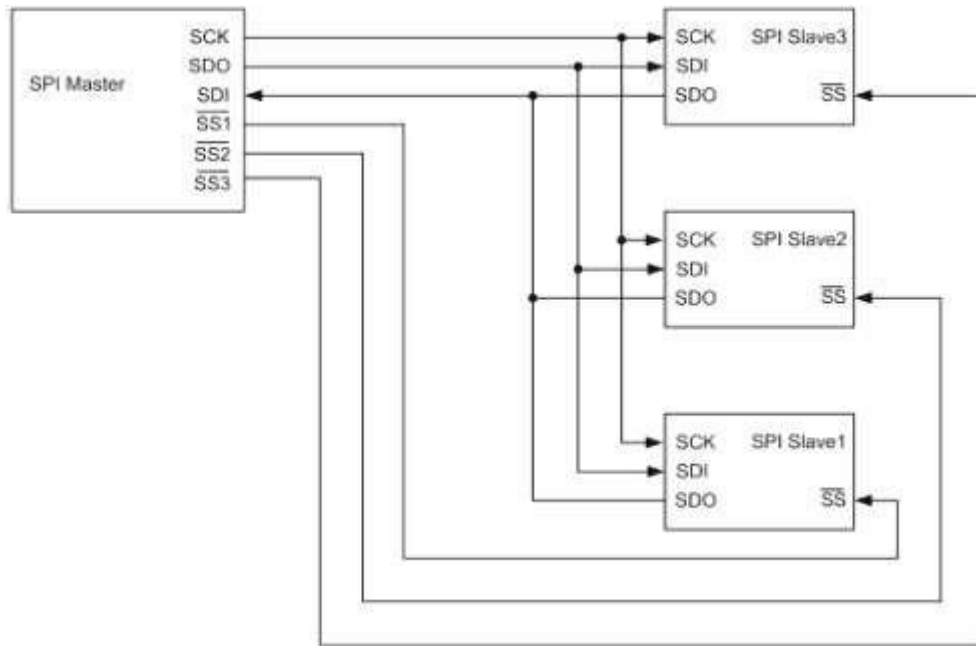 SPI Master
SCK
SDO
SDI
SS1
SS2
SS3
SCK SPI Slave3
SDI
SDO SS
SCK SPI Slave2
SDI
SDO SS
SCK SPI Slave1
SDI
SDO SS